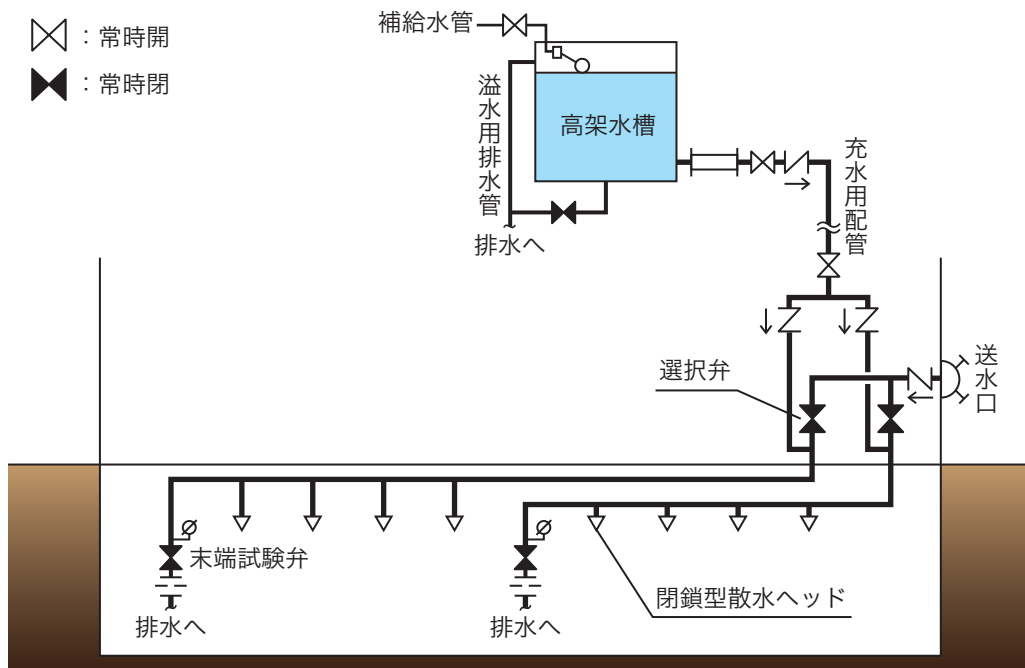 ：常時開
：常時閉
補給水管
溢水用排水管
高架水槽
充水用配管
排水へ
選択弁
送水口
末端試験弁
閉鎖型散水ヘッド
排水へ
排水へ